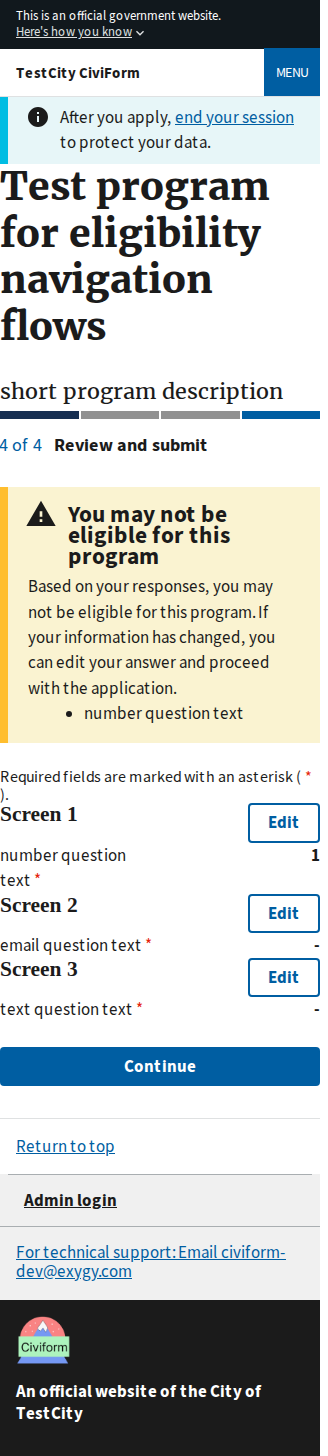 This is an official government website.
Here's how you know
TestCity CiviForm
MENU
After you apply, end your session
to protect your data.
Test program
for eligibility
navigation
flows
short program description
4 of 4 Review and submit
You may not be
eligible for this
program
Based on your responses, you may
not be eligible for this program. If
your information has changed, you
can edit your answer and proceed
with the application.
• number question text
Required fields are marked with an asterisk ( *
).
Screen 1
Edit
number question 1
text *
Screen 2
Edit
email question text * -
Screen 3
Edit
text question text * -
Continue
Return to top
Admin login
For technical support: Email civiform-
dev@exygy.com
Civiform
An official website of the City of
TestCity